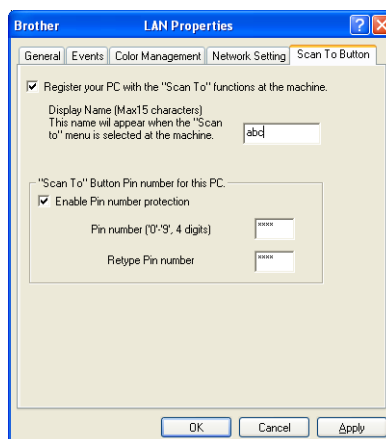 Brother LAN Properties
General Events Color Management Network Setting Scan To Button
Register your PC with the "Scan To" functions at the machine.
Display Name (Max15 characters)
This name wil appear when the "Scan
to" menu is selected at the machine.
abc
"Scan To" Button Pin number for this PC.
Enable Pin number protection
Pin number ('0'-'9', 4 digits)
****
Retype Pin number
****
OK Cancel Apply